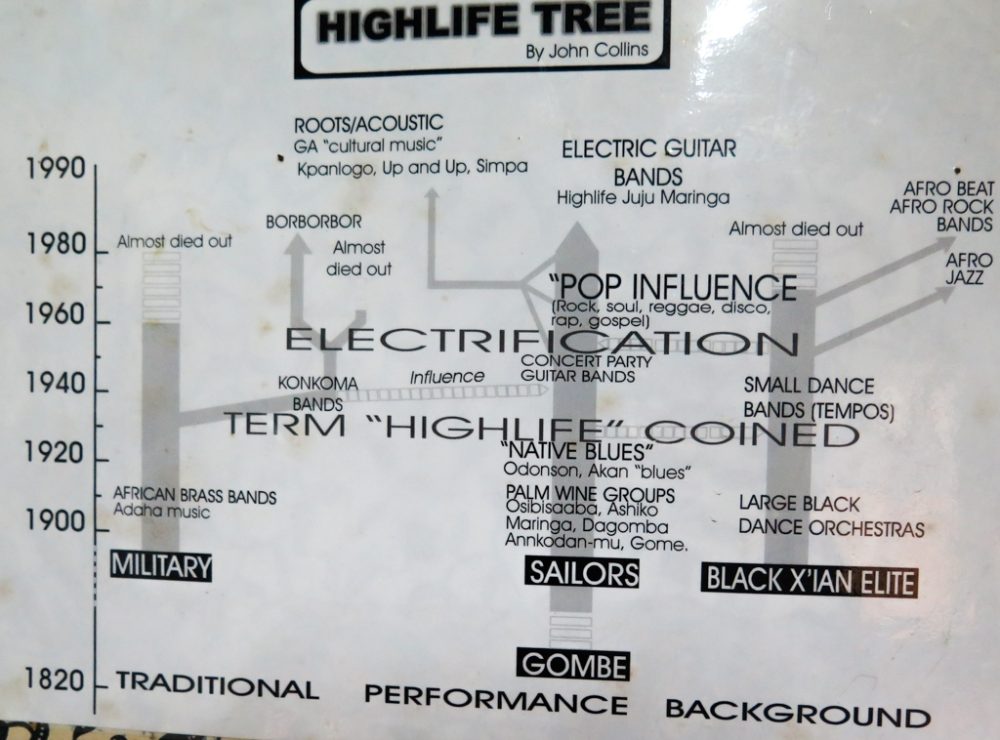 HIGHLIFE TREE
By John Collins
ROOTS/ACOUSTIC
GA "cultural music"
Kpanlogo, Up and Up, Simpa
ELECTRIC GUITAR
BANDS
Highlife Juju Maringa
1990
AFRO BEAT
AFRO ROCK
BANDS
BORBORBOR
Almost died out
Almost
died out
Almost died out
1980
AFRO
JAZZ
"POP INFLUENCE
(Rock, soul, reggae, disco,
rap, gospel)
1960
ELECTRIFICATION
CONCERT PARTY
GUITAR BANDS
1940
KONKOMA
BANDS
Influence
SMALL DANCE
BANDS (TEMPOS)
TERM "HIGHLIFE" COINED
1920
"NATIVE BLUES"
Odonson, Akan "blues"
AFRICAN BRASS BANDS
Adaha music
PALM WINE GROUPS
Osibisaaba, Ashiko
Maringa, Dagomba
Annkodan-mu, Gome.
LARGE BLACK
DANCE ORCHESTRAS
1900
MILITARY
SAILORS
BLACK X'IAN ELITE
GOMBE
1820
TRADITIONAL PERFORMANCE BACKGROUND